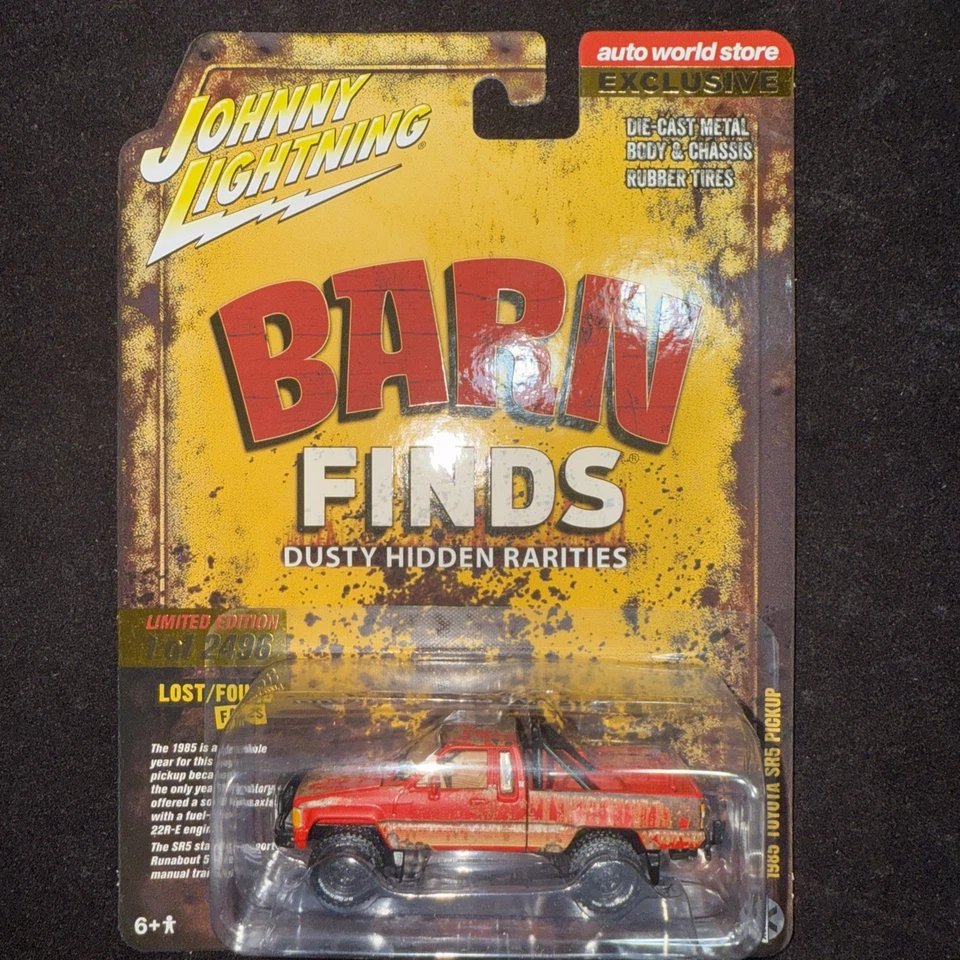 JOHNNY
LIGHTNING®
auto world store
EXCLUSIVE
DIE-CAST METAL
BODY & CHASSIS
RUBBER TIRES
BARN
FINDS®
DUSTY HIDDEN RARITIES
LIMITED EDITION
1 of 2496
LOST/FOU
The 1985 is a
year for this
pickup beca
the only yea
offered a so
with a fuel-
22R-E engin
The SR5 sta
Runabout 5
manual tra
6+
1985 TOYOTA SR5 PICKUP